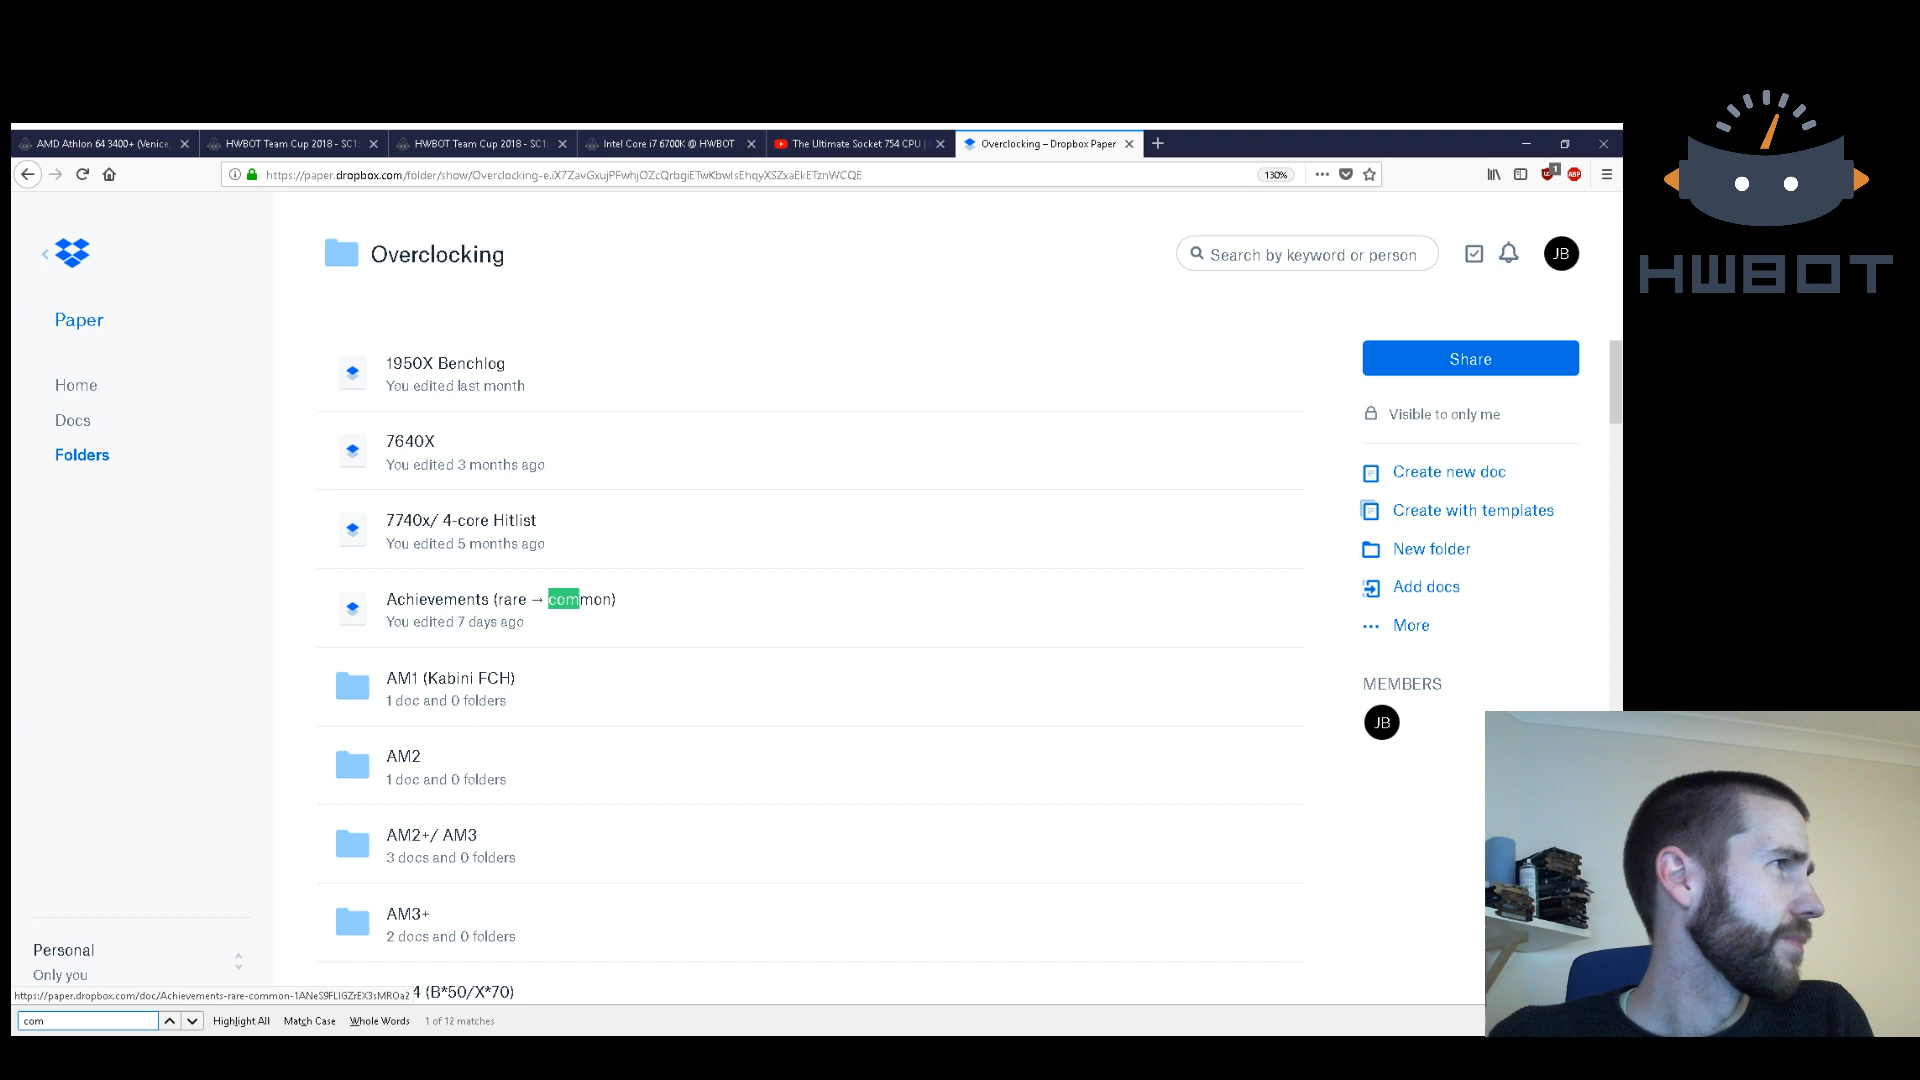 AMD Athlon 64 3400+ (Venice,
HWBOT Team Cup 2018 - SC1:
HWBOT Team Cup 2018 - SC1:
Intel Core i7 6700K @ HWBOT
The Ultimate Socket 754 CPU |
Overclocking – Dropbox Paper
130%
1
ABP
HWBOT
Overclocking
Search by keyword or person
JB
Paper
Home
Docs
Folders
1950X Benchlog
You edited last month
7640X
You edited 3 months ago
7740x/ 4-core Hitlist
You edited 5 months ago
Achievements (rare → common)
You edited 7 days ago
AM1 (Kabini FCH)
1 doc and 0 folders
AM2
1 doc and 0 folders
AM2+/ AM3
3 docs and 0 folders
AM3+
2 docs and 0 folders
4 (B*50/X*70)
Share
Visible to only me
Create new doc
Create with templates
New folder
Add docs
More
MEMBERS
JB
Personal
Only you
com
Highlight All
Match Case
Whole Words
1 of 12 matches